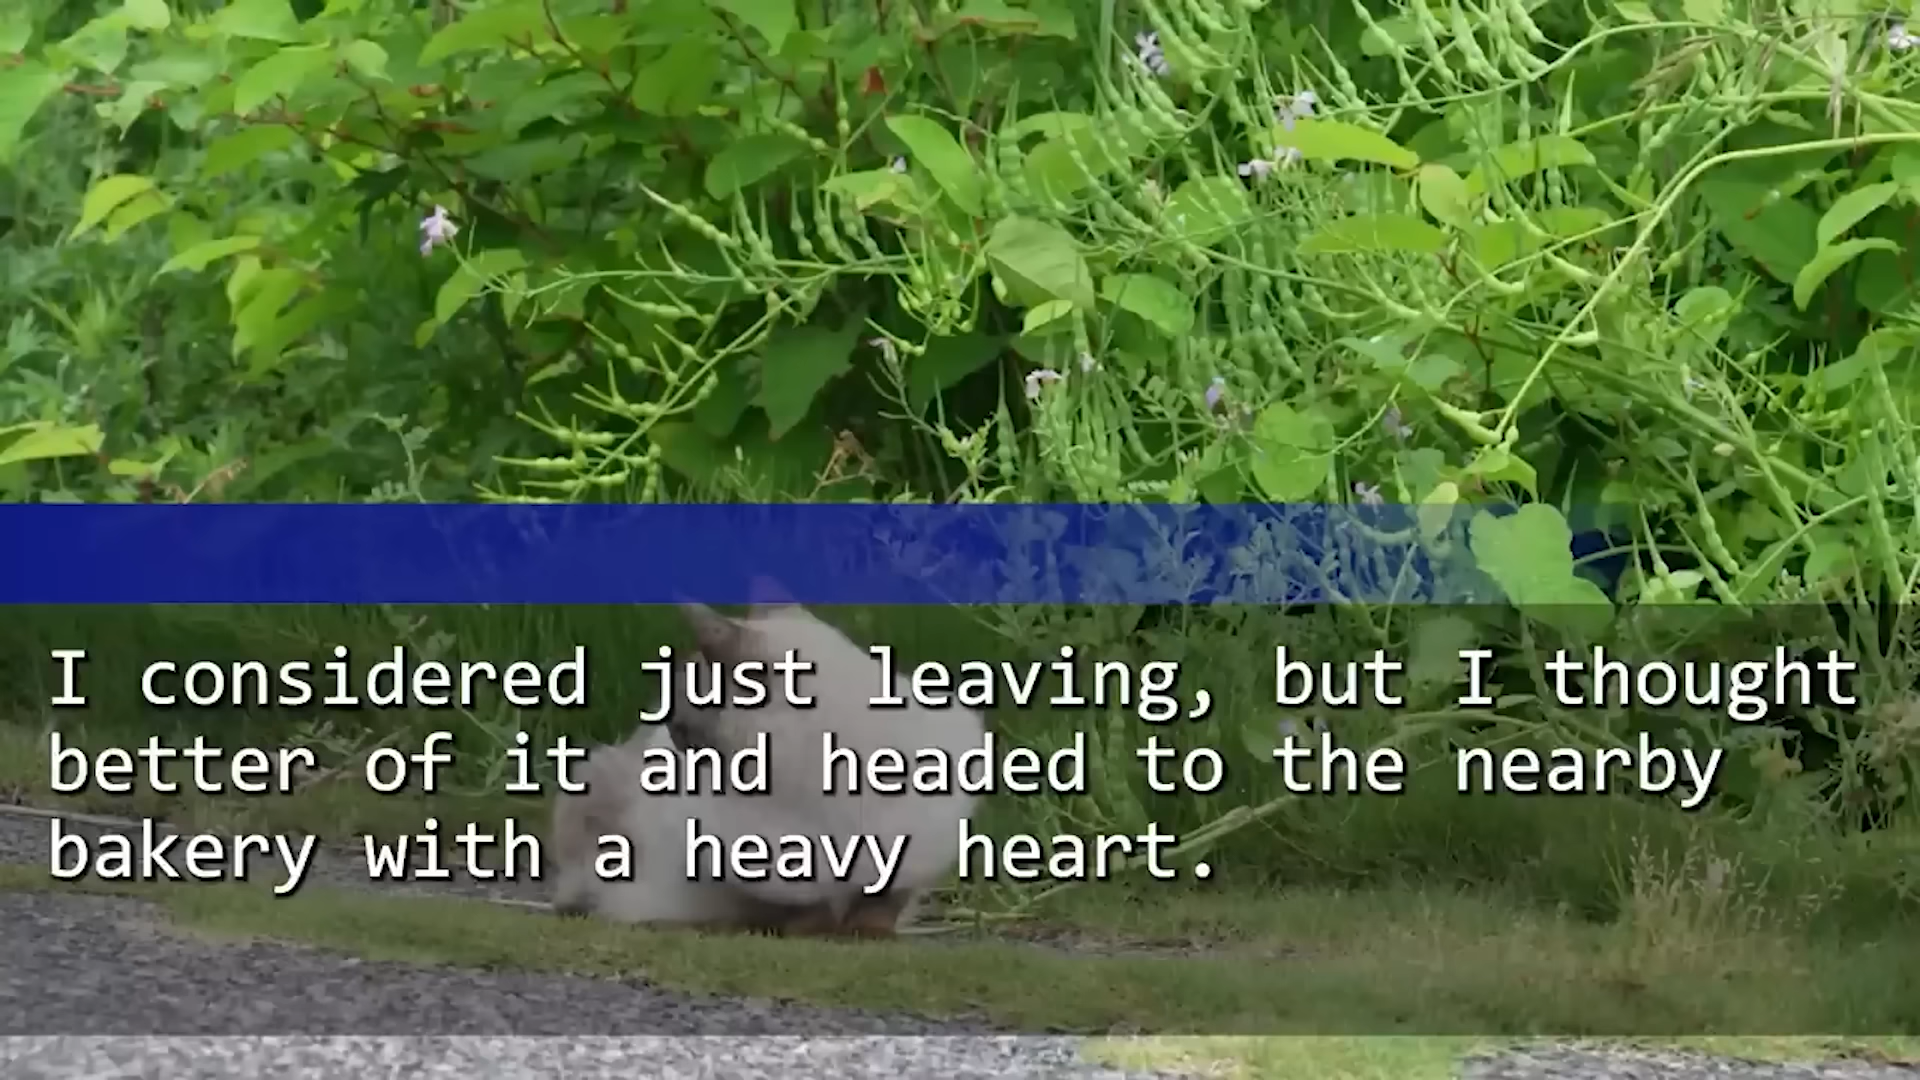 I considered just leaving, but I thought
better of it and headed to the nearby
bakery with a heavy heart.